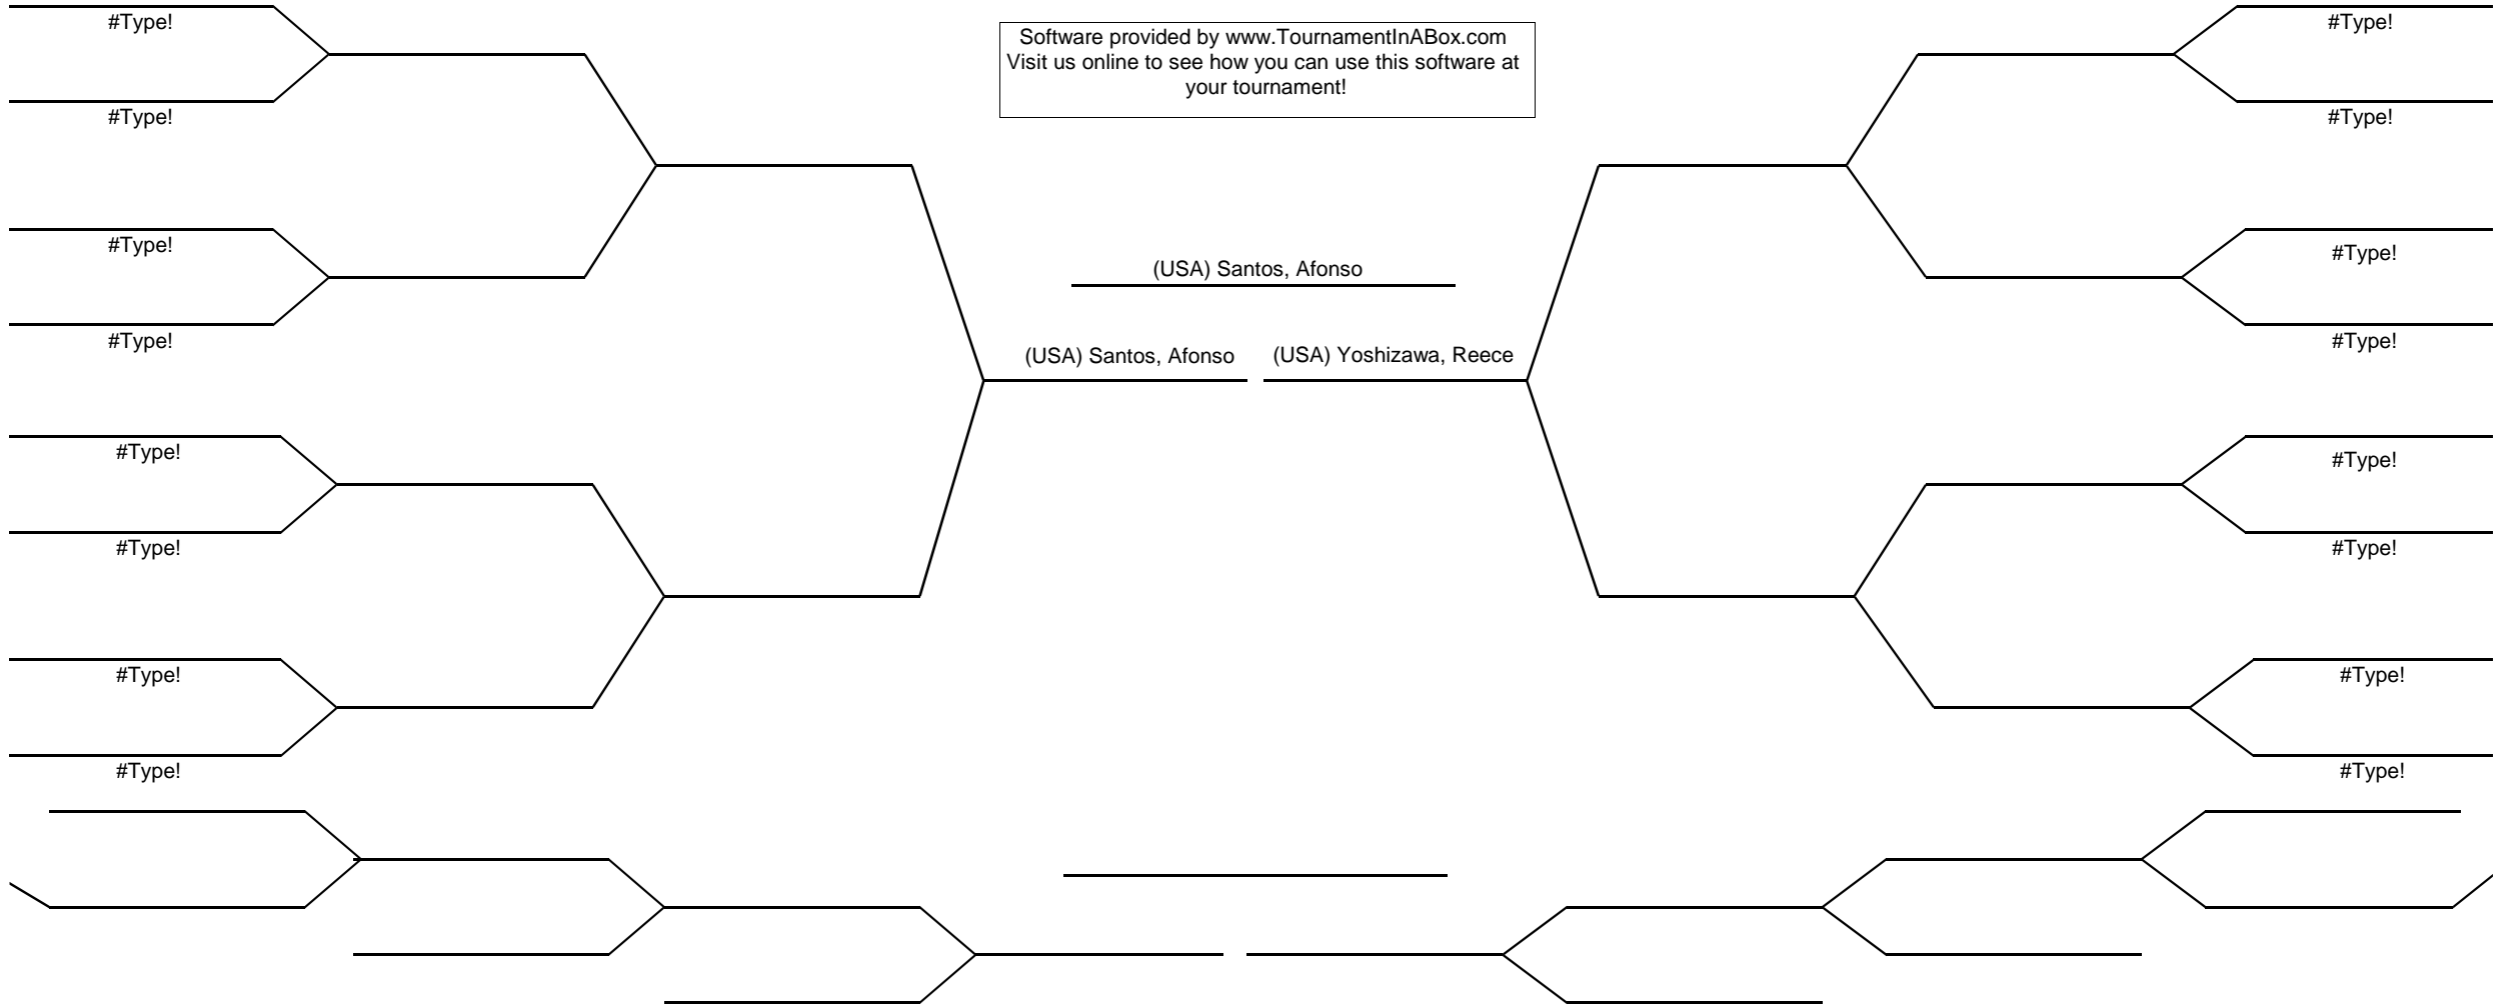 #Type!
Software provided by www.TournamentInABox.com
Visit us online to see how you can use this software at
your tournament!
#Type!
#Type!
#Type!
#Type!
#Type!
(USA) Santos, Afonso
#Type!
#Type!
(USA) Santos, Afonso
(USA) Yoshizawa, Reece
#Type!
#Type!
#Type!
#Type!
#Type!
#Type!
#Type!
#Type!